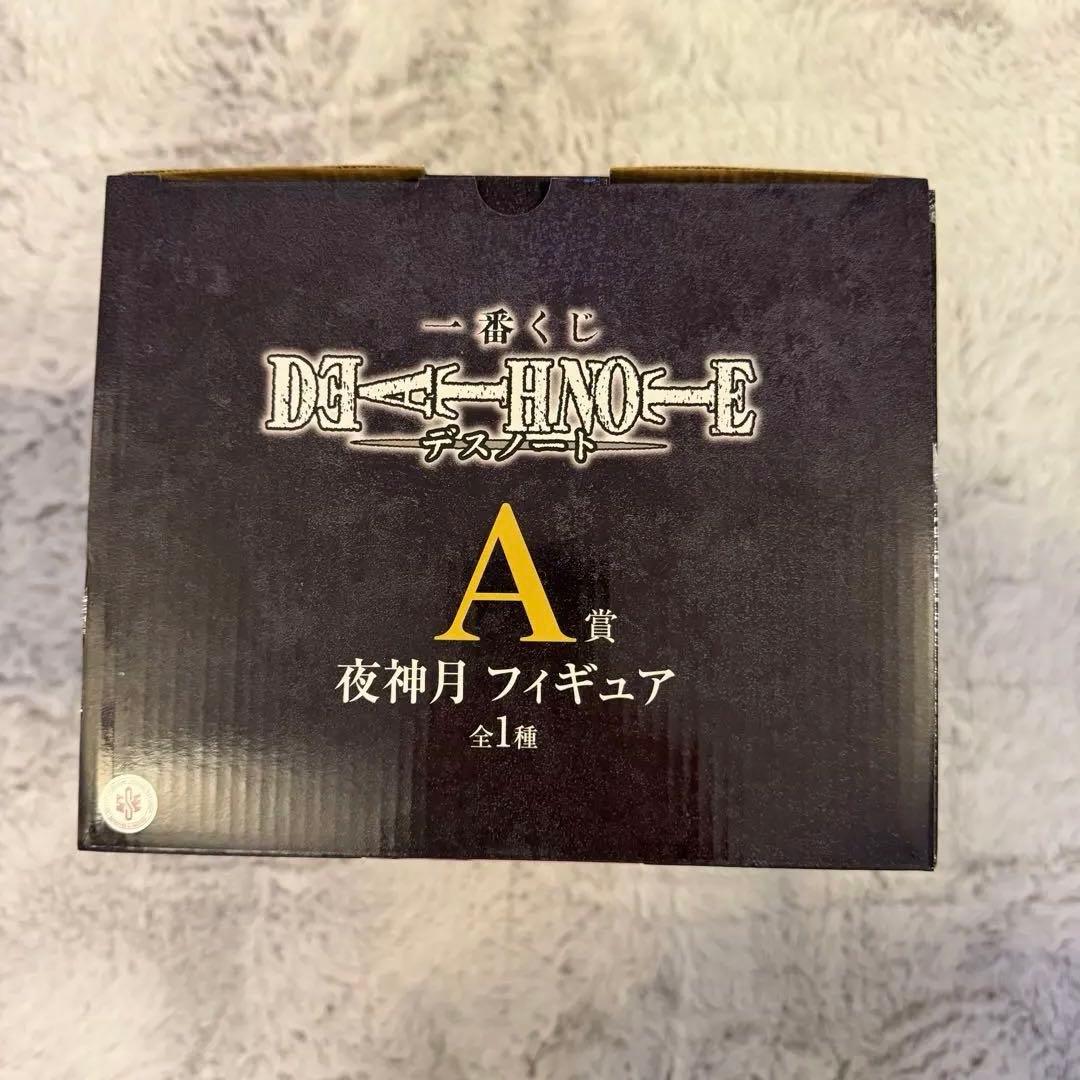 一番くじ
DEATH NOTE
デスノート
A賞
夜神月 フィギュア
全1種